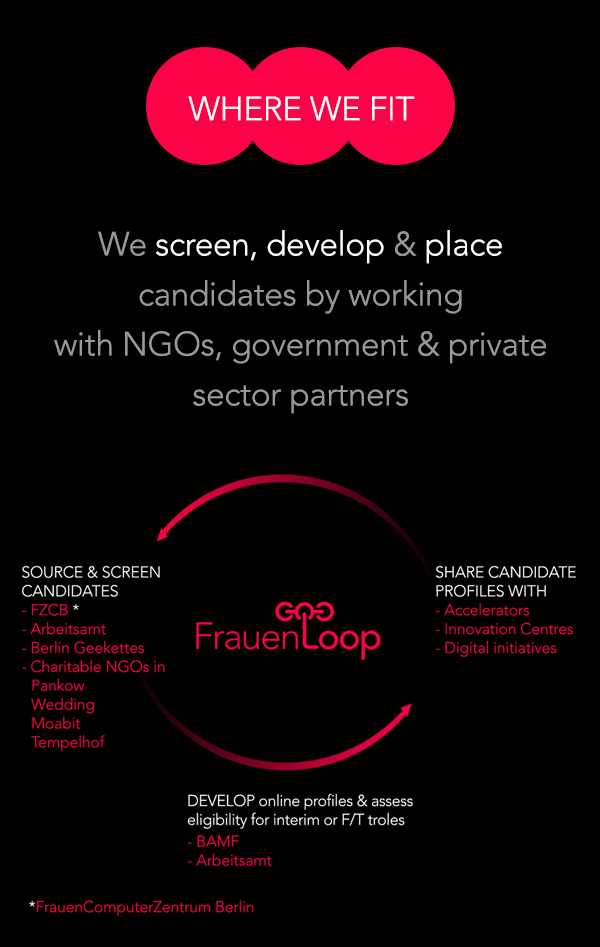 WHERE WE FIT
We screen, develop & place
candidates by working
with NGOs, government & private
sector partners
SOURCE & SCREEN
CANDIDATES
- FZCB *
- Arbeitsamt
- Berlin Geekettes
- Charitable NGOs in
Pankow
Wedding
Moabit
Tempelhof
FrauenLoop
SHARE CANDIDATE
PROFILES WITH
- Accelerators
- Innovation Centres
- Digital initiatives
DEVELOP online profiles & assess
eligibility for interim or F/T troles
- BAMF
- Arbeitsamt
*FrauenComputerZentrum Berlin